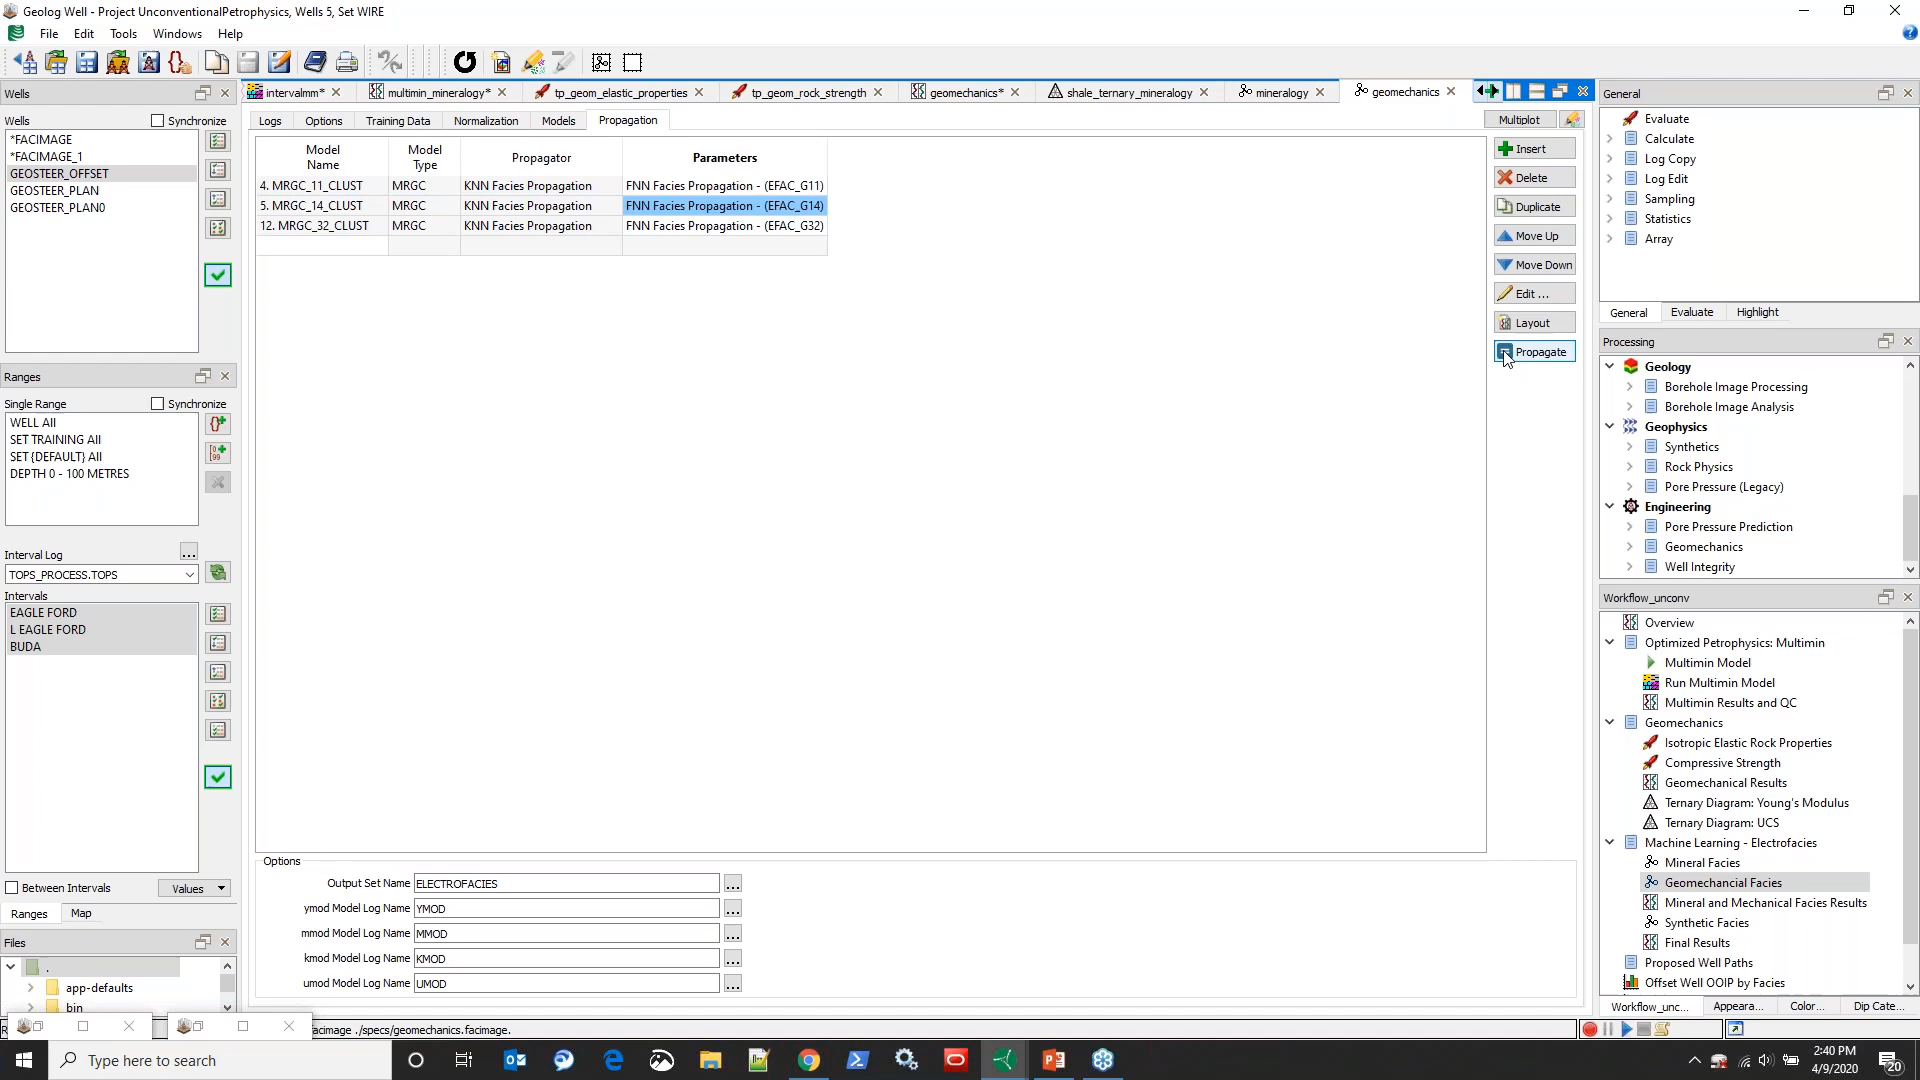 Geolog Well - Project UnconventionalPetrophysics, Wells 5, Set WIRE
File Edit Tools Windows Help
Wells
Wells Synchronize
*FACIMAGE
*FACIMAGE_1
GEOSTEER_OFFSET
GEOSTEER_PLAN
GEOSTEER_PLAN0
Ranges
Single Range Synchronize
WELL All
SET TRAINING All
SET {DEFAULT} All
DEPTH 0 - 100 METRES
Interval Log ...
TOPS_PROCESS.TOPS
Intervals
EAGLE FORD
L EAGLE FORD
BUDA
Between Intervals Values
Ranges Map
Files
.
app-defaults
bin
intervalmm* multimin_mineralogy* tp_geom_elastic_properties tp_geom_rock_strength geomechanics* shale_ternary_mineralogy mineralogy geomechanics
Logs Options Training Data Normalization Models Propagation Multiplot
Model Name Model Type Propagator Parameters
4. MRGC_11_CLUST MRGC KNN Facies Propagation FNN Facies Propagation - (EFAC_G11)
5. MRGC_14_CLUST MRGC KNN Facies Propagation FNN Facies Propagation - (EFAC_G14)
12. MRGC_32_CLUST MRGC KNN Facies Propagation FNN Facies Propagation - (EFAC_G32)
Insert
Delete
Duplicate
Move Up
Move Down
Edit ...
Layout
Propagate
Options
Output Set Name ELECTROFACIES ...
ymod Model Log Name YMOD ...
mmod Model Log Name MMOD ...
kmod Model Log Name KMOD ...
umod Model Log Name UMOD ...
facimage ./specs/geomechanics.facimage.
General
Evaluate
Calculate
Log Copy
Log Edit
Sampling
Statistics
Array
General Evaluate Highlight
Processing
Geology
Borehole Image Processing
Borehole Image Analysis
Geophysics
Synthetics
Rock Physics
Pore Pressure (Legacy)
Engineering
Pore Pressure Prediction
Geomechanics
Well Integrity
Workflow_unconv
Overview
Optimized Petrophysics: Multimin
Multimin Model
Run Multimin Model
Multimin Results and QC
Geomechanics
Isotropic Elastic Rock Properties
Compressive Strength
Geomechanical Results
Ternary Diagram: Young's Modulus
Ternary Diagram: UCS
Machine Learning - Electrofacies
Mineral Facies
Geomechancial Facies
Mineral and Mechanical Facies Results
Synthetic Facies
Final Results
Proposed Well Paths
Offset Well OOIP by Facies
Workflow_unc... Appeara... Color... Dip Cate...
Type here to search
2:40 PM
4/9/2020
20